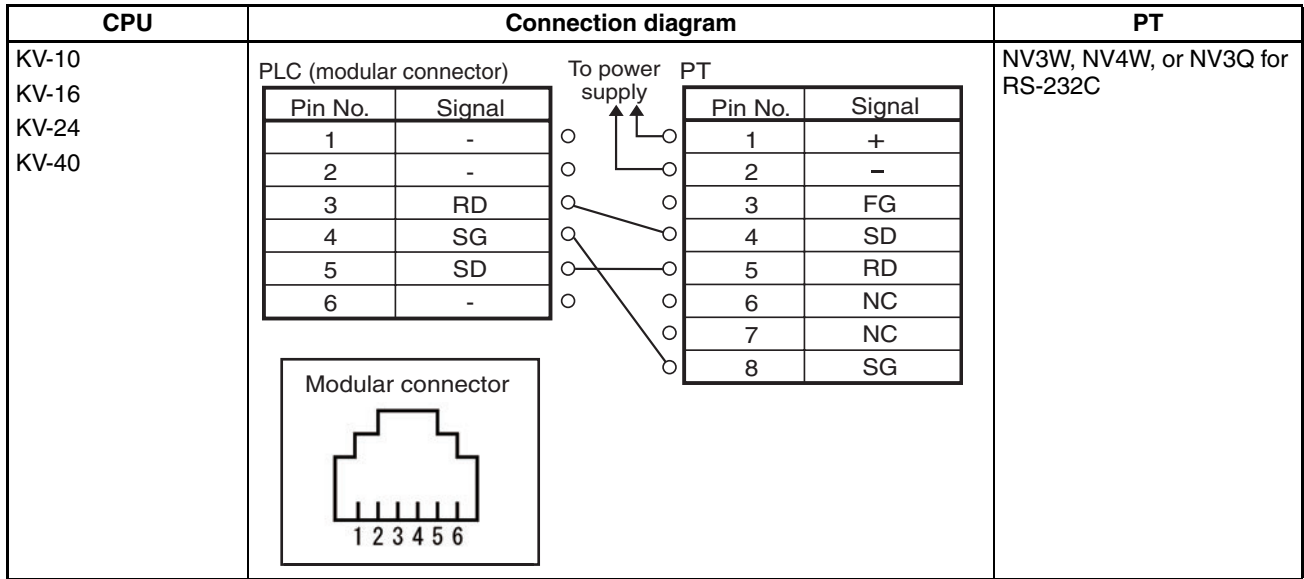 CPU Connection diagram PT
KV-10
KV-16
KV-24
KV-40
PLC (modular connector)
Pin No. Signal
1 -
2 -
3 RD
4 SG
5 SD
6 -
To power
supply
PT
Pin No. Signal
1 +
2 −
3 FG
4 SD
5 RD
6 NC
7 NC
8 SG
Modular connector
1 2 3 4 5 6
NV3W, NV4W, or NV3Q for
RS-232C